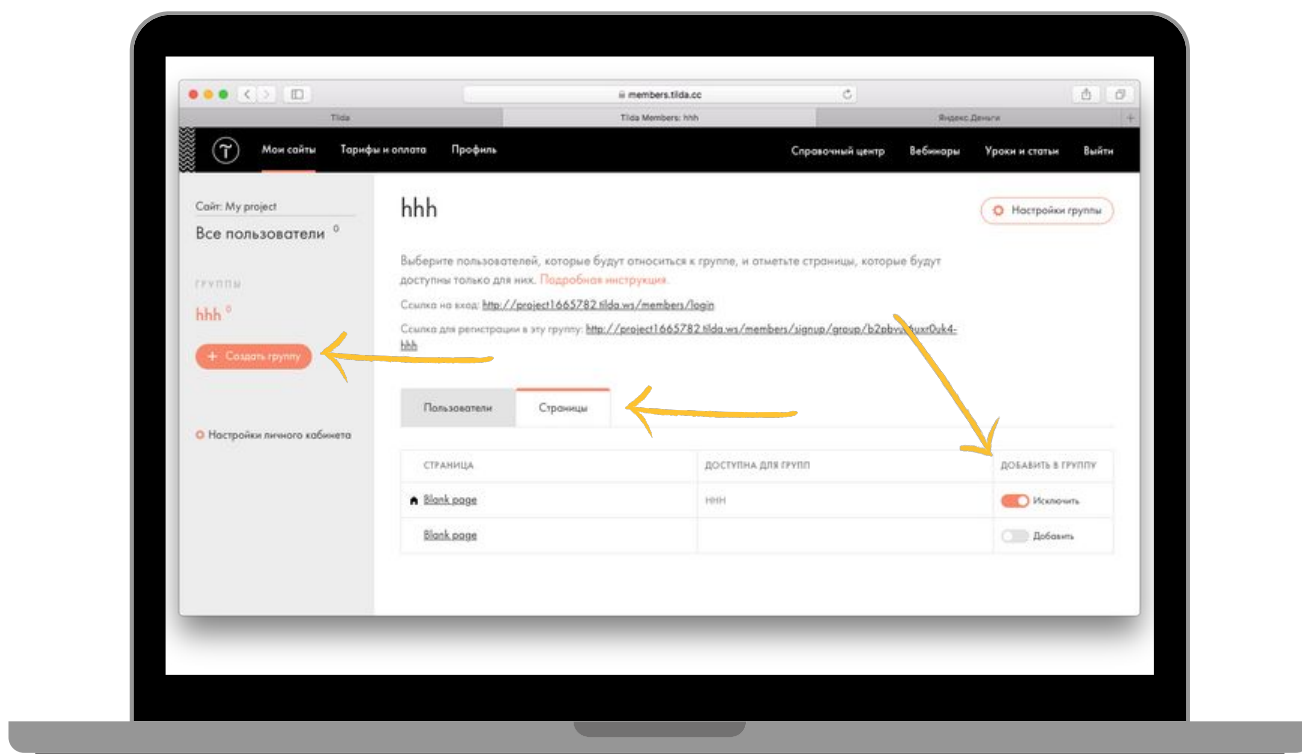 members.tilda.cc
Tilda
Tilda Members: hhh
Яндекс.Деньги
Мои сайты
Тарифы и оплата
Профиль
Справочный центр
Вебинары
Уроки и статьи
Выйти
Сайт: My project
Все пользователи 0
ГРУППЫ
hhh 0
+ Создать группу
Настройки личного кабинета
hhh
Настройки группы
Выберите пользователей, которые будут относиться к группе, и отметьте страницы, которые будут
доступны только для них. Подробная инструкция.
Ссылка на вход: http://project1665782.tilda.ws/members/login
Ссылка для регистрации в эту группу:
hhh
Пользователи
Страницы
СТРАНИЦА
ДОСТУПНА ДЛЯ ГРУПП
ДОБАВИТЬ В ГРУППУ
Blank page
HHH
Исключить
Blank page
Добавить